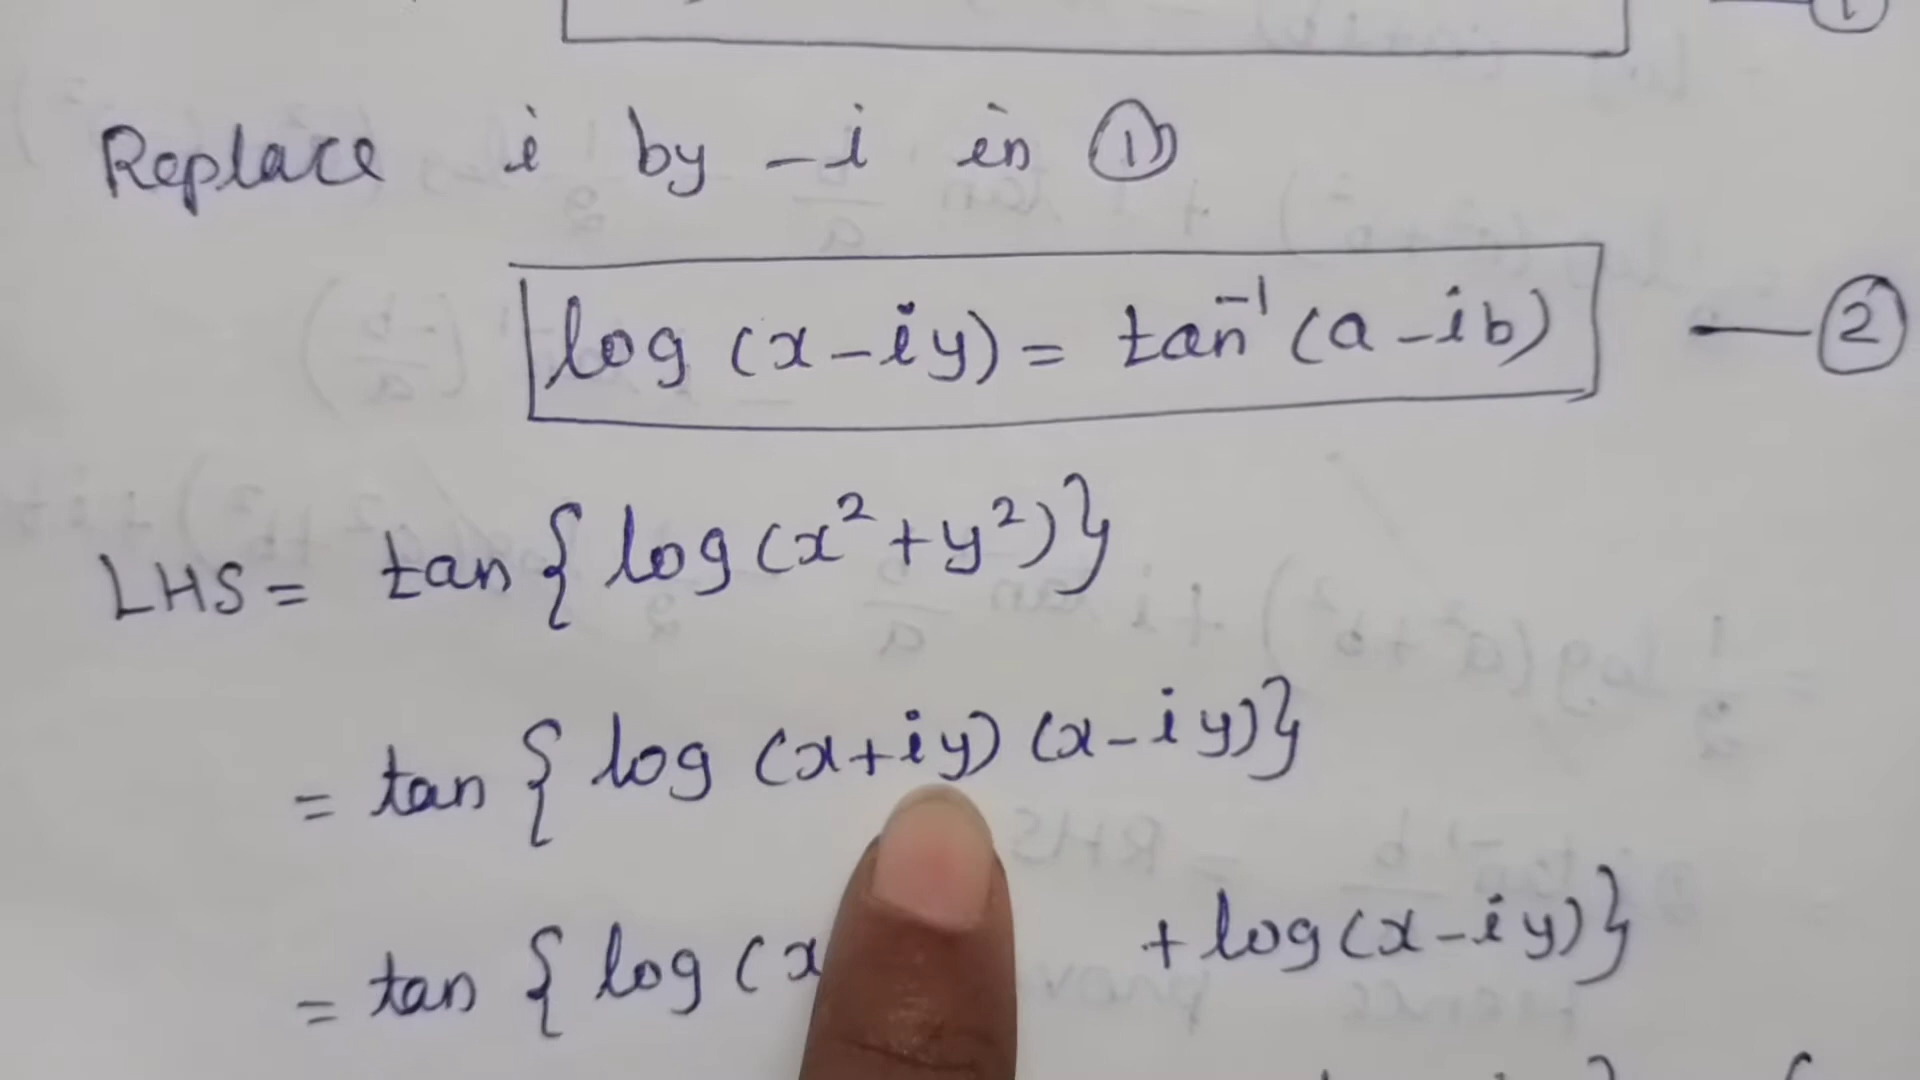 Replace i by -i in ①
log (x-iy) = tan⁻¹ (a-ib) — ②
LHS = tan { log (x² + y²)}
= tan { log (x+iy) (x-iy)}
= tan { log (x + log (x-iy)}